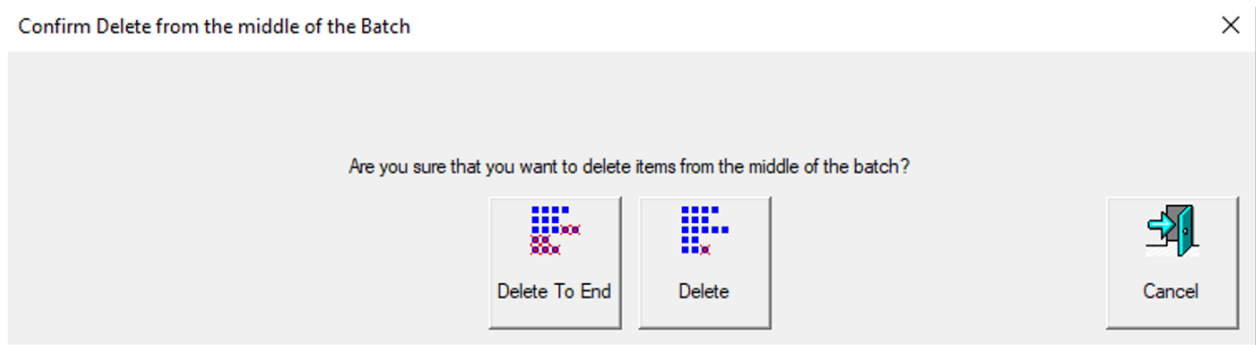 Confirm Delete from the middle of the Batch
Are you sure that you want to delete items from the middle of the batch?
Delete To End
Delete
Cancel